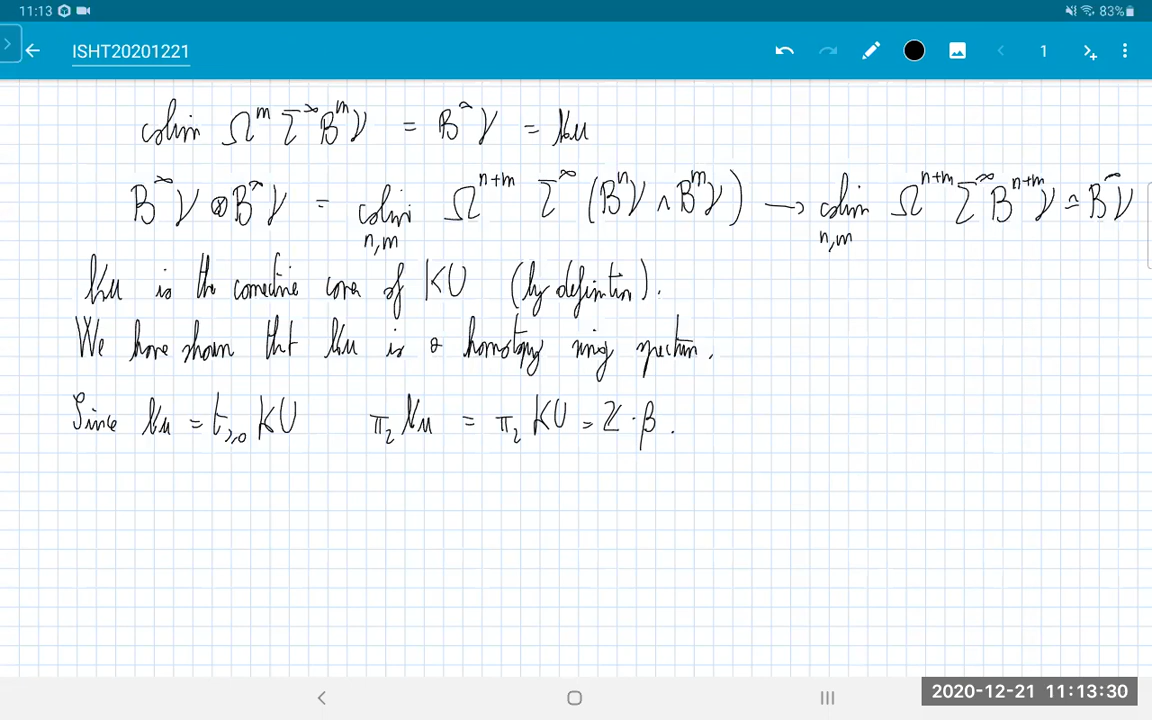 11:13 83%
ISHT20201221 1
colim Ω^m Σ^∞ B^m V = B^∞ V = ku
B^∞ V ⊗ B^∞ V = colim_{n,m} Ω^{n+m} Σ^∞ (B^n V ∧ B^m V) → colim_{n,m} Ω^{n+m} Σ^∞ B^{n+m} V ≃ B^∞ V
ku is the connective cover of KU (by definition).
We have shown that ku is a homotopy ring spectrum.
Since ku = t_{≥0} KU π_2 ku = π_2 KU = ℤ·β.
2020-12-21 11:13:30